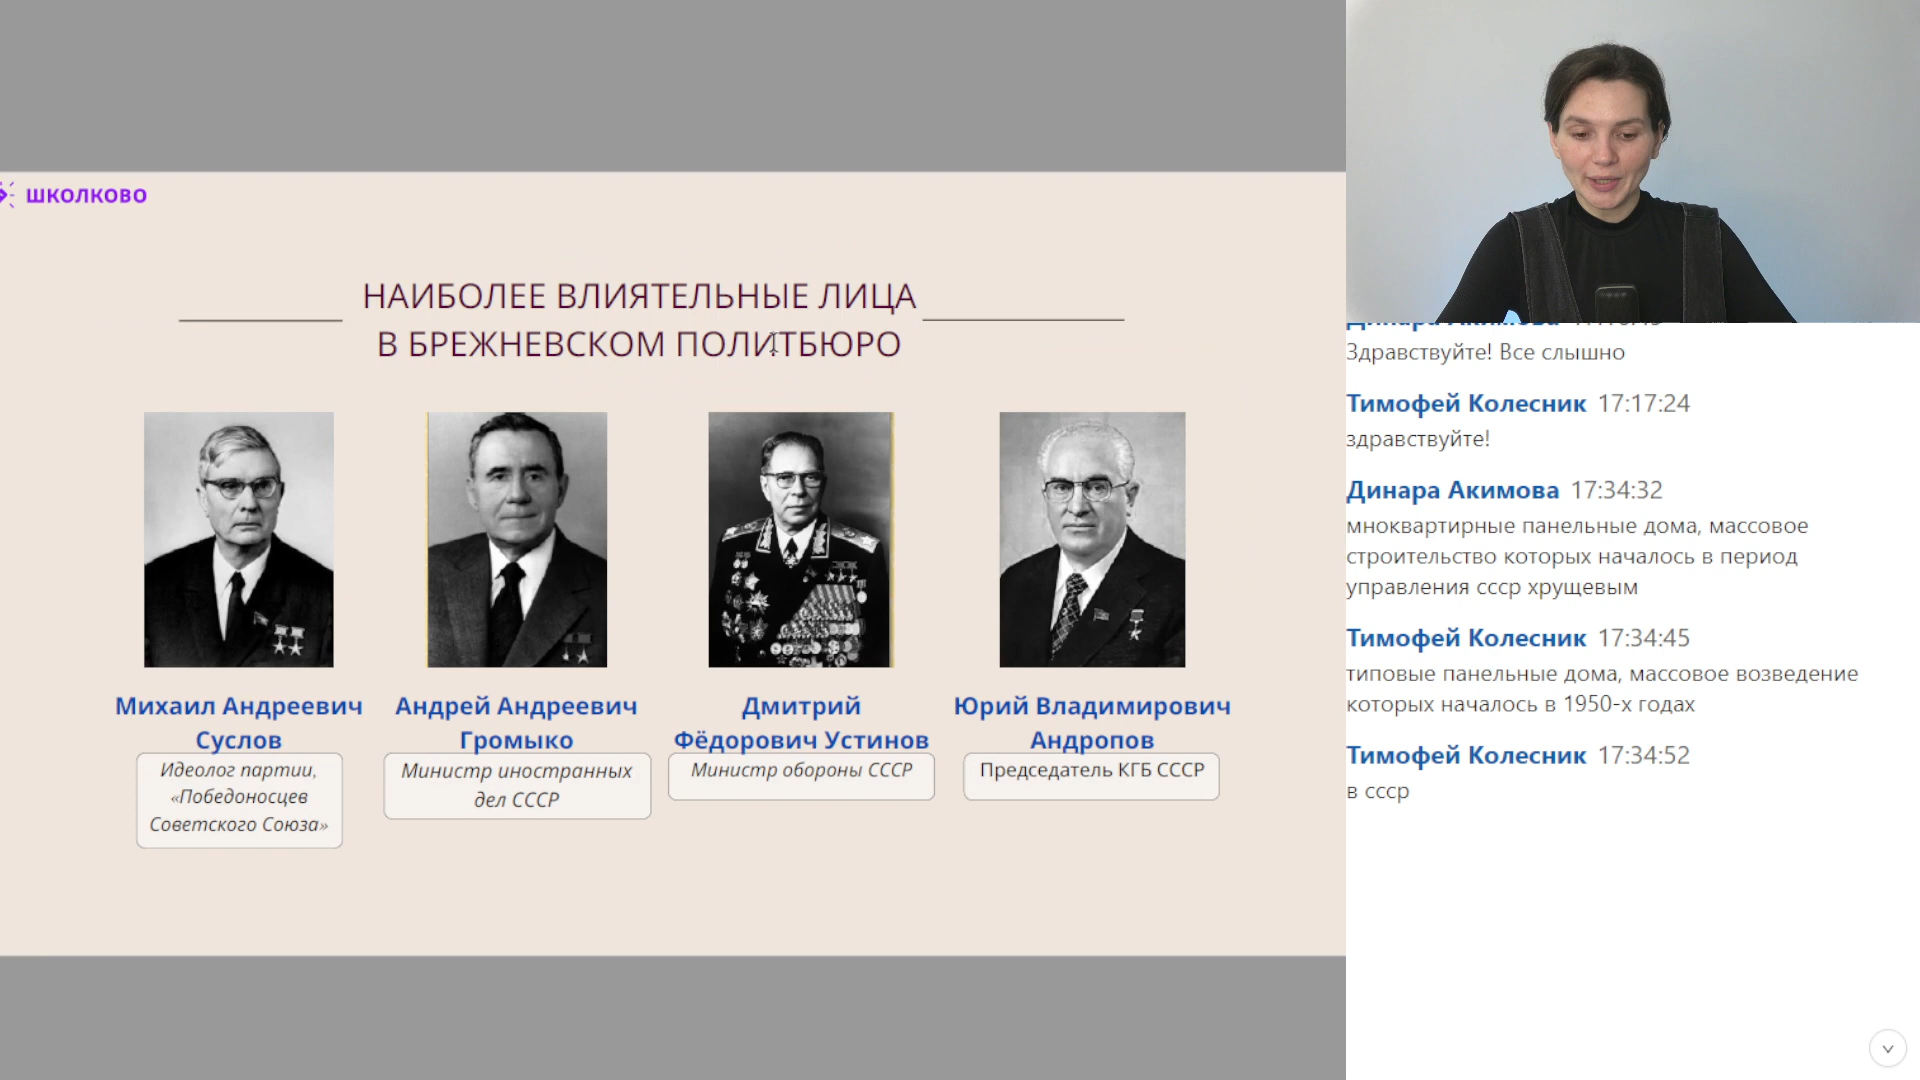 ШКОЛКОВО
НАИБОЛЕЕ ВЛИЯТЕЛЬНЫЕ ЛИЦА
В БРЕЖНЕВСКОМ ПОЛИТБЮРО
Михаил Андреевич
Суслов
Идеолог партии,
«Победоносцев
Советского Союза»
Андрей Андреевич
Громыко
Министр иностранных
дел СССР
Дмитрий
Фёдорович Устинов
Министр обороны СССР
Юрий Владимирович
Андропов
Председатель КГБ СССР
Здравствуйте! Все слышно
Тимофей Колесник 17:17:24
здравствуйте!
Динара Акимова 17:34:32
мноквартирные панельные дома, массовое
строительство которых началось в период
управления ссср хрущевым
Тимофей Колесник 17:34:45
типовые панельные дома, массовое возведение
которых началось в 1950-х годах
Тимофей Колесник 17:34:52
в ссср